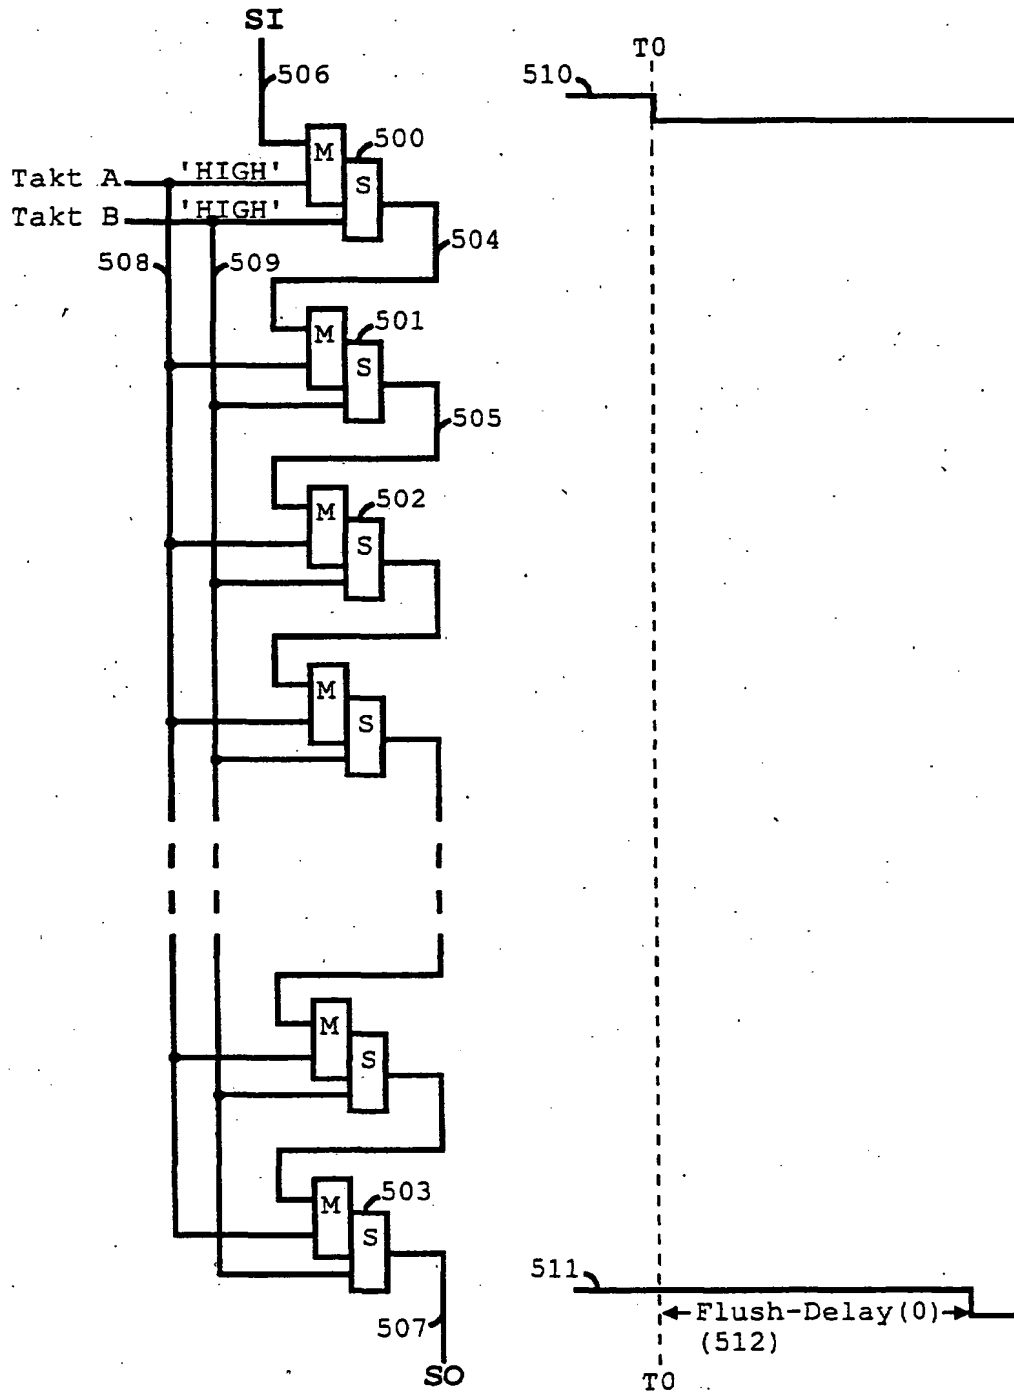 SI
506
T0
510
M
500
S
Takt A
'HIGH'
Takt B
'HIGH'
504
508
509
M
501
S
505
M
502
S
M
S
M
S
M
503
S
511
Flush-Delay(0)
(512)
507
SO
T0